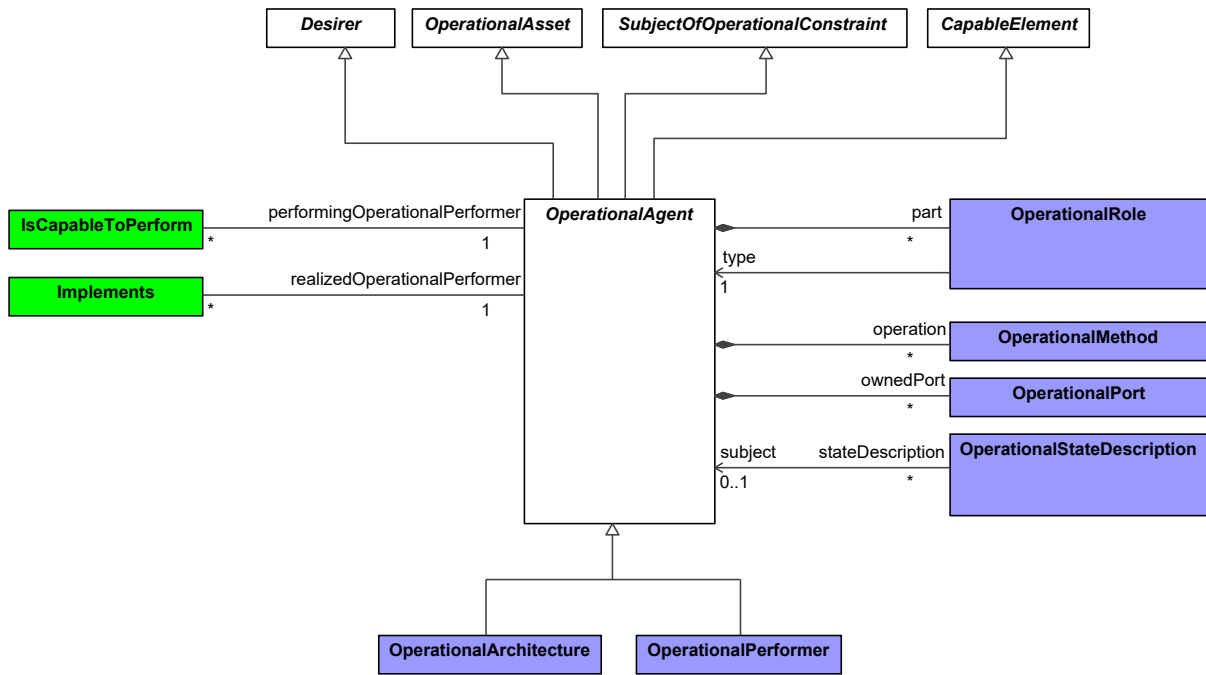 Desirer
OperationalAsset
SubjectOfOperationalConstraint
CapableElement
IsCapableToPerform
performingOperationalPerformer
*
1
OperationalAgent
part
*
OperationalRole
type
1
Implements
realizedOperationalPerformer
*
1
operation
*
OperationalMethod
ownedPort
*
OperationalPort
subject
0..1
stateDescription
*
OperationalStateDescription
OperationalArchitecture
OperationalPerformer